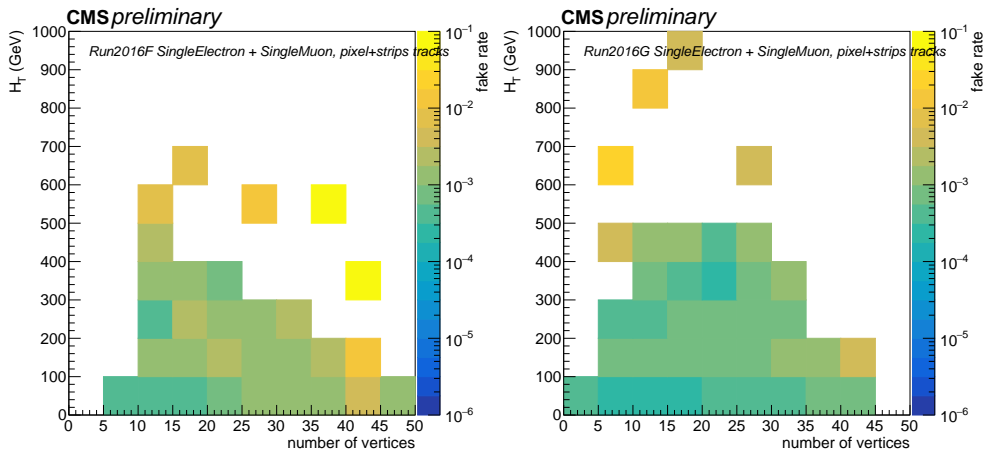 CMS preliminary
Run2016F SingleElectron + SingleMuon, pixel+strips tracks
H_T (GeV)
1000
900
800
700
600
500
400
300
200
100
0
0 5 10 15 20 25 30 35 40 45 50
number of vertices
10^−1
10^−2
10^−3
10^−4
10^−5
10^−6
fake rate
CMS preliminary
Run2016G SingleElectron + SingleMuon, pixel+strips tracks
H_T (GeV)
1000
900
800
700
600
500
400
300
200
100
0
0 5 10 15 20 25 30 35 40 45 50
number of vertices
10^−1
10^−2
10^−3
10^−4
10^−5
10^−6
fake rate